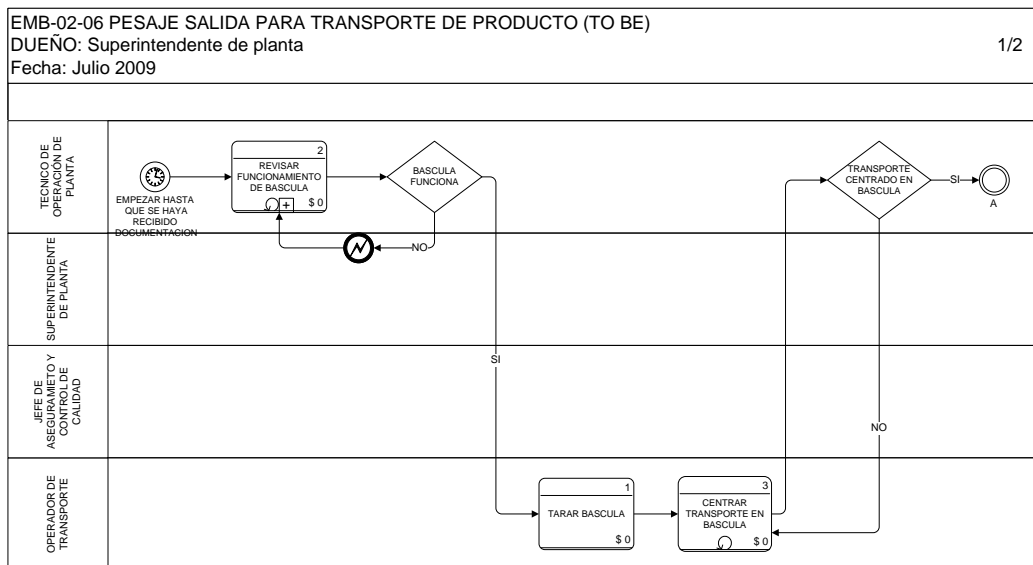 EMB-02-06 PESAJE SALIDA PARA TRANSPORTE DE PRODUCTO (TO BE)
DUEÑO: Superintendente de planta
1/2
Fecha: Julio 2009
TECNICO DE
OPERACIÓN DE
PLANTA
EMPEZAR HASTA
QUE SE HAYA
RECIBIDO
DOCUMENTACION
2
REVISAR
FUNCIONAMIENTO
DE BASCULA
$ 0
BASCULA
FUNCIONA
NO
SI
TRANSPORTE
CENTRADO EN
BASCULA
SI
A
NO
SUPERINTENDENTE
DE PLANTA
JEFE DE
ASEGURAMIETO Y
CONTROL DE
CALIDAD
OPERADOR DE
TRANSPORTE
1
TARAR BASCULA
$ 0
3
CENTRAR
TRANSPORTE EN
BASCULA
$ 0